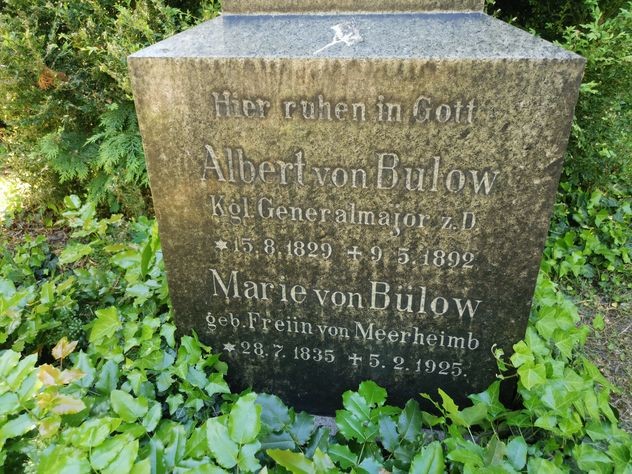 Hier ruhen in Gott
Albert von Bülow
Kgl. Generalmajor z. D.
* 15. 8. 1829 ✝ 9. 5. 1892
Marie von Bülow
geb. Freiin von Meerheimb
* 28. 7. 1835 ✝ 5. 2. 1925.